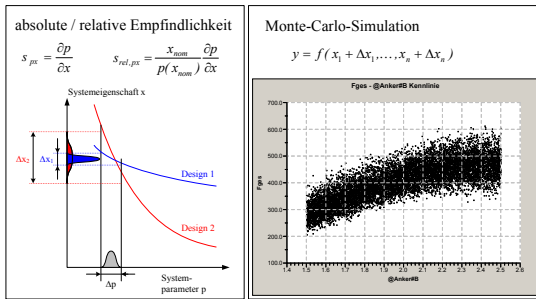 absolute / relative Empfindlichkeit
s_px = ∂p/∂x    s_rel,px = x_nom/p(x_nom) ∂p/∂x
Systemeigenschaft x
Δx₂
Δx₁
Design 1
Design 2
Δp
System-
parameter p
Monte-Carlo-Simulation
y = f(x₁ + Δx₁,...,xₙ + Δxₙ)
Fges - @Anker#B Kennlinie
Fges
700.0
600.0
500.0
400.0
300.0
200.0
100.0
1.4 1.5 1.6 1.7 1.8 1.9 2.0 2.1 2.2 2.3 2.4 2.5 2.6
@Anker#B